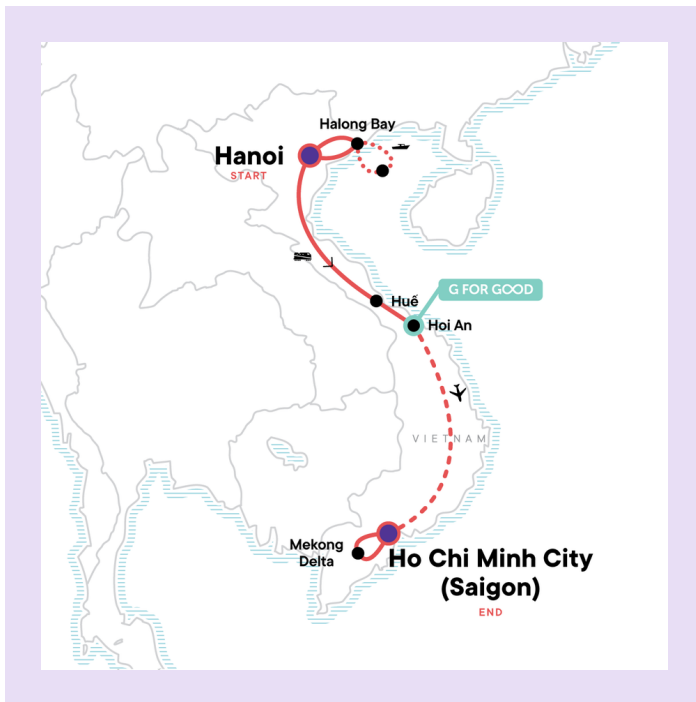 Halong Bay
Hanoi
START
G FOR GOOD
Huế
Hoi An
VIETNAM
Mekong
Delta
Ho Chi Minh City
(Saigon)
END